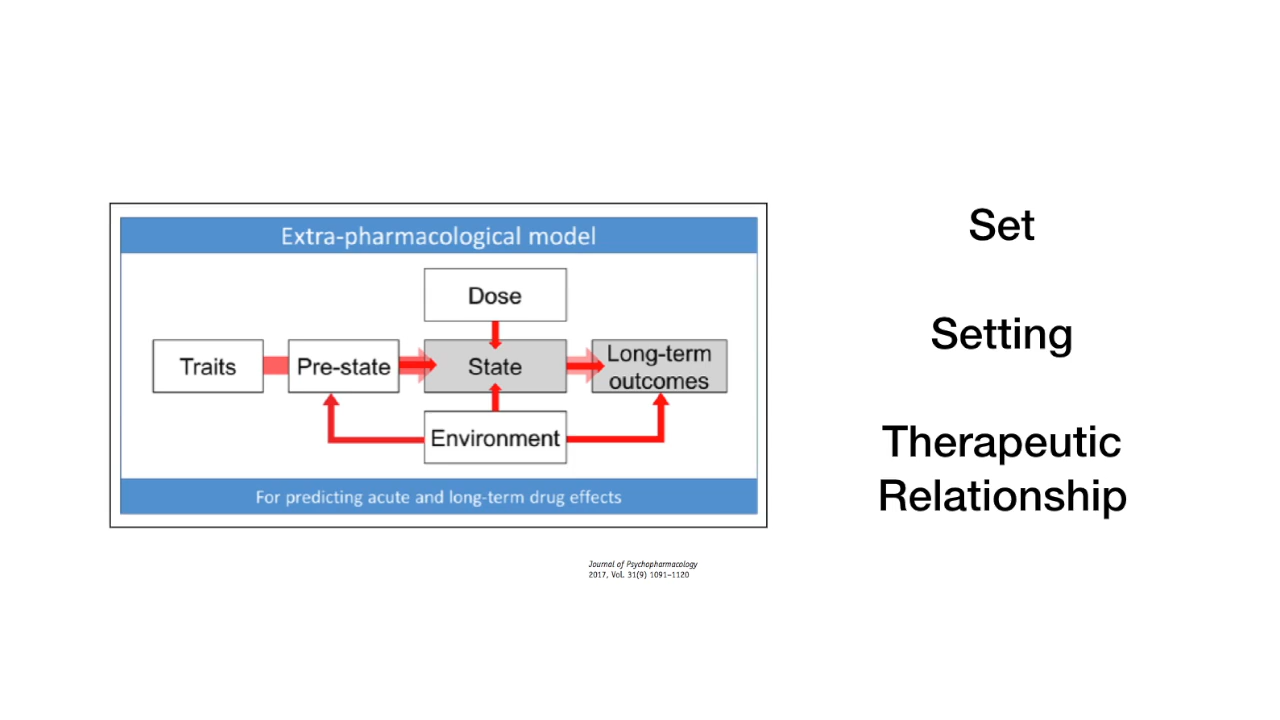 Extra-pharmacological model
Dose
Traits
Pre-state
State
Long-term
outcomes
Environment
For predicting acute and long-term drug effects
Journal of Psychopharmacology
2017, Vol. 31(9) 1091–1120
Set
Setting
Therapeutic
Relationship